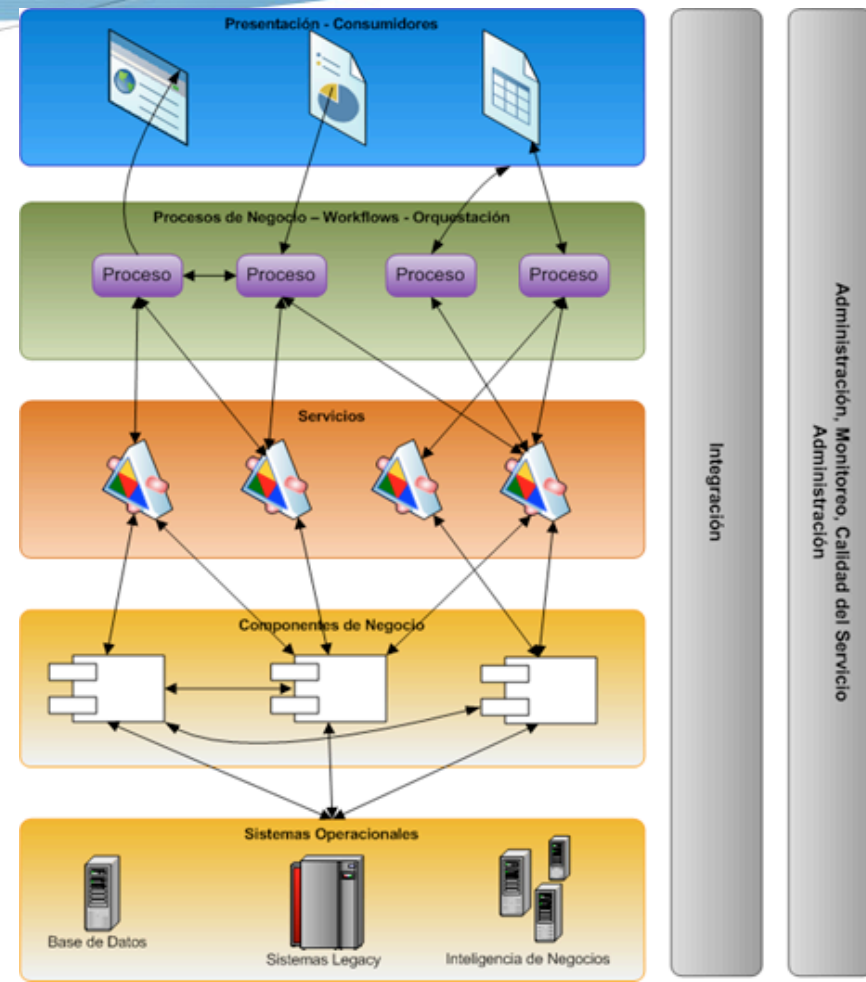 Presentación - Consumidores
Procesos de Negocio – Workflows - Orquestación
Proceso
Proceso
Proceso
Proceso
Servicios
Componentes de Negocio
Sistemas Operacionales
Base de Datos
Sistemas Legacy
Inteligencia de Negocios
Integración
Administración, Monitoreo, Calidad del Servicio
Administración